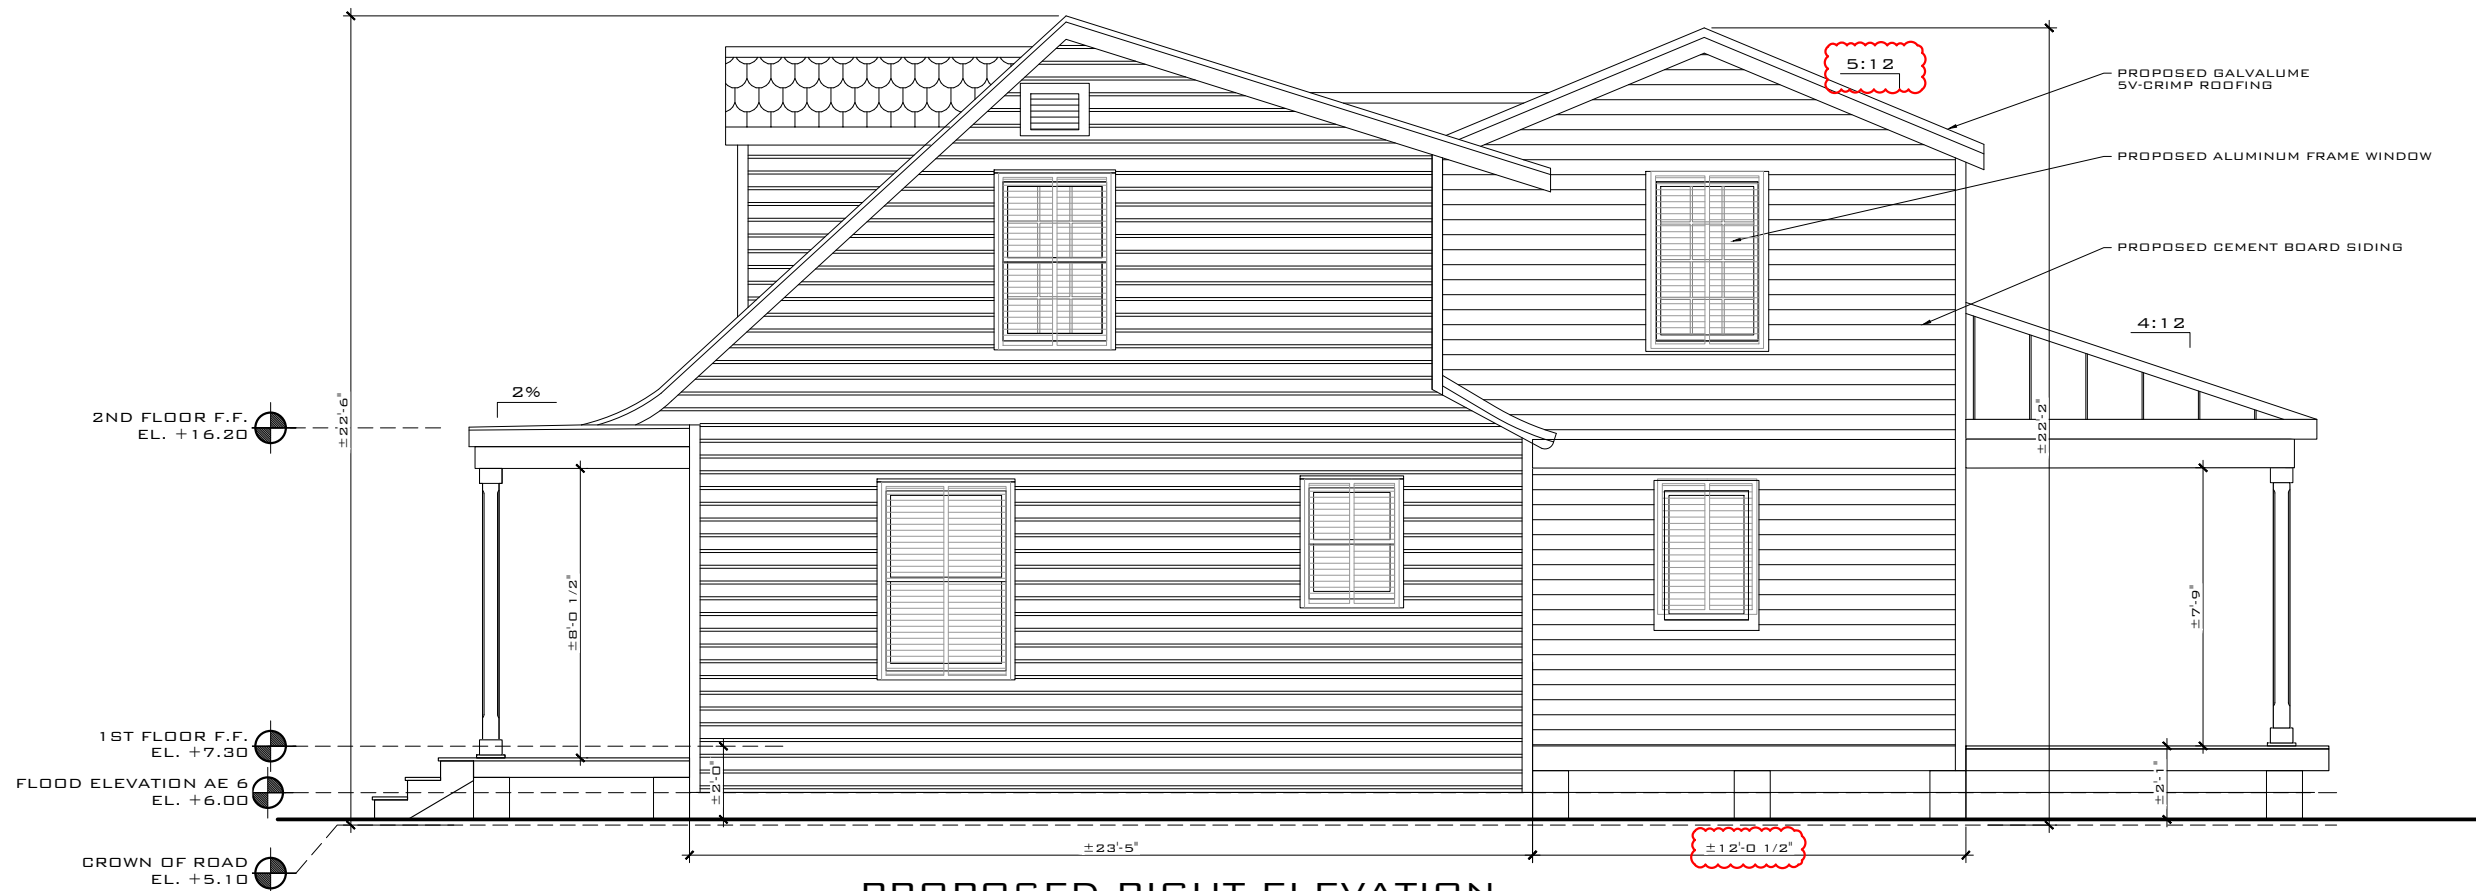 5:12
PROPOSED GALVALUME
5V-CRIMP ROOFING
PROPOSED ALUMINUM FRAME WINDOW
PROPOSED CEMENT BOARD SIDING
4:12
2%
±22'-6"
±22'-2"
2ND FLOOR F.F.
EL. +16.20
±8'-0 1/2"
±7'-9"
1ST FLOOR F.F.
EL. +7.30
FLOOD ELEVATION AE 6
EL. +6.00
±2'-0"
±2'-1"
CROWN OF ROAD
EL. +5.10
±23'-5"
±12'-0 1/2"
PROPOSED RIGHT ELEVATION